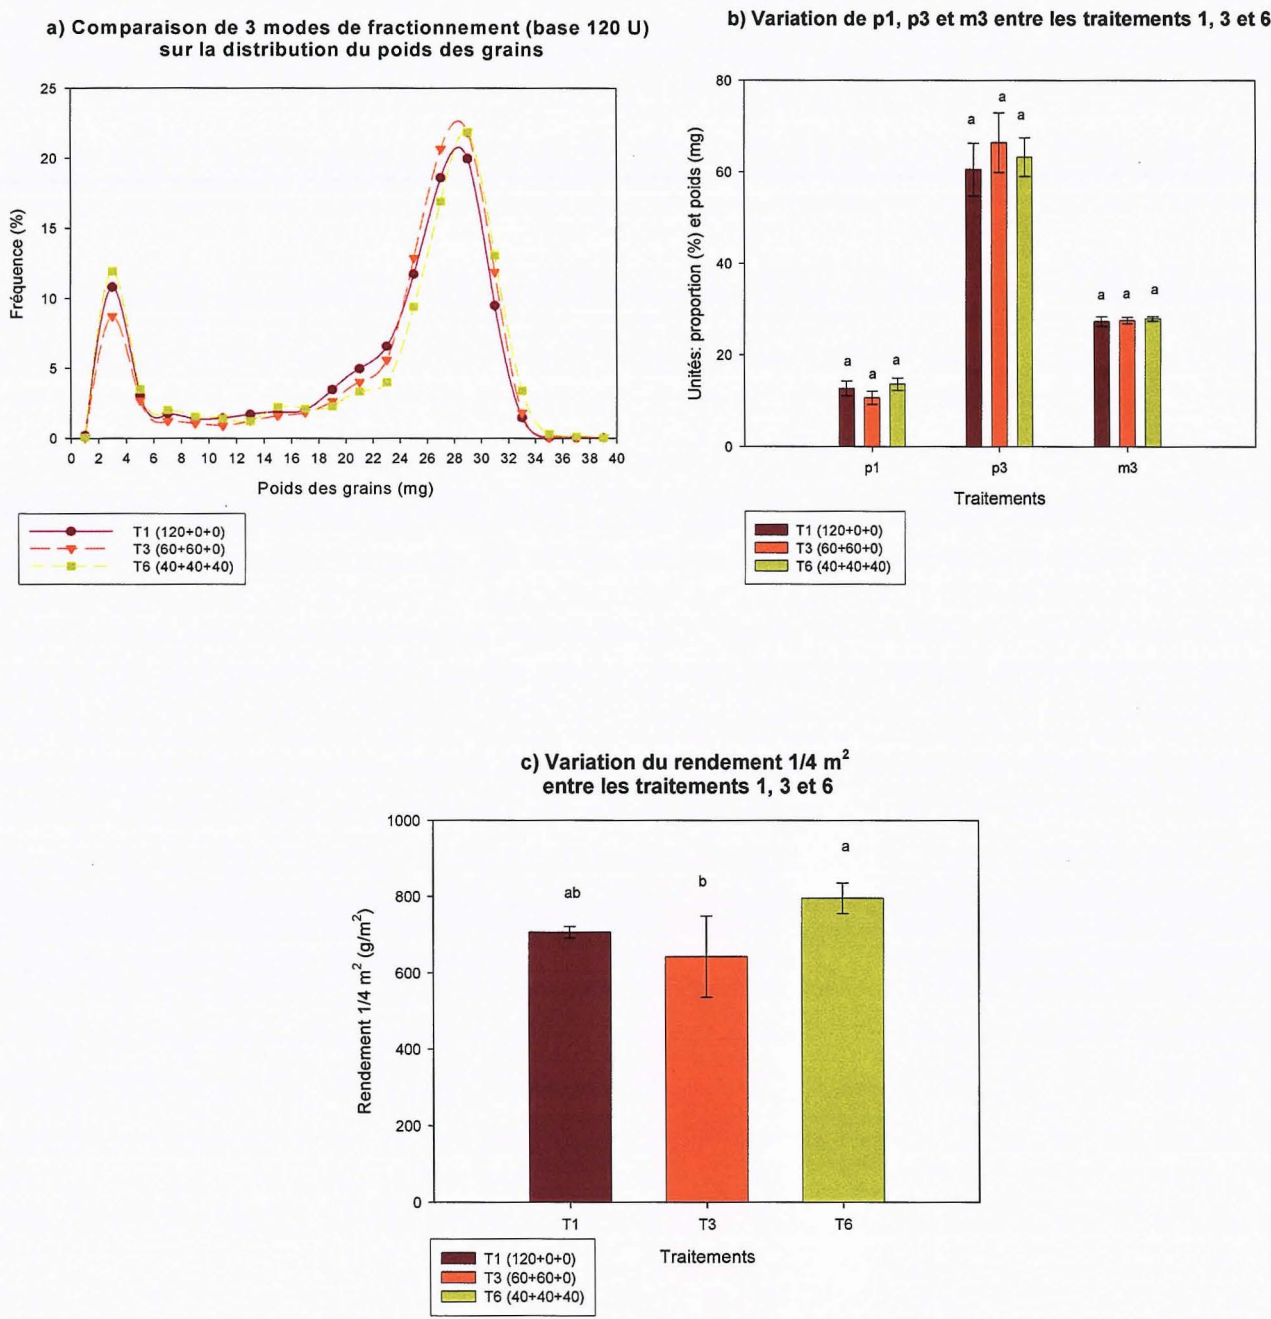 a) Comparaison de 3 modes de fractionnement (base 120 U)
sur la distribution du poids des grains
Fréquence (%)
25
20
15
10
5
0
0 2 4 6 8 10 12 14 16 18 20 22 24 26 28 30 32 34 36 38 40
Poids des grains (mg)
T1 (120+0+0)
T3 (60+60+0)
T6 (40+40+40)
b) Variation de p1, p3 et m3 entre les traitements 1, 3 et 6
Unités: proportion (%) et poids (mg)
80
60
40
20
0
a a a
a a a
a a a
p1 p3 m3
Traitements
T1 (120+0+0)
T3 (60+60+0)
T6 (40+40+40)
c) Variation du rendement 1/4 m²
entre les traitements 1, 3 et 6
Rendement 1/4 m² (g/m²)
1000
800
600
400
200
0
ab b a
T1 T3 T6
Traitements
T1 (120+0+0)
T3 (60+60+0)
T6 (40+40+40)